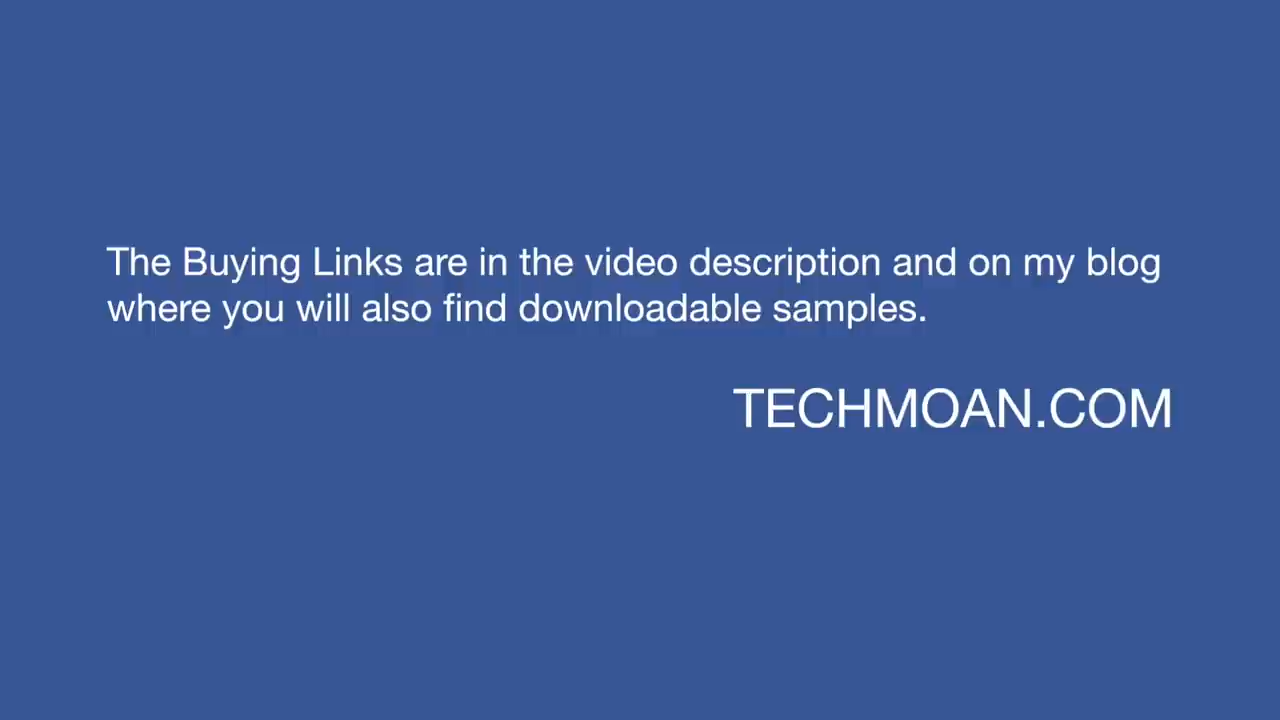 The Buying Links are in the video description and on my blog
where you will also find downloadable samples.
TECHMOAN.COM